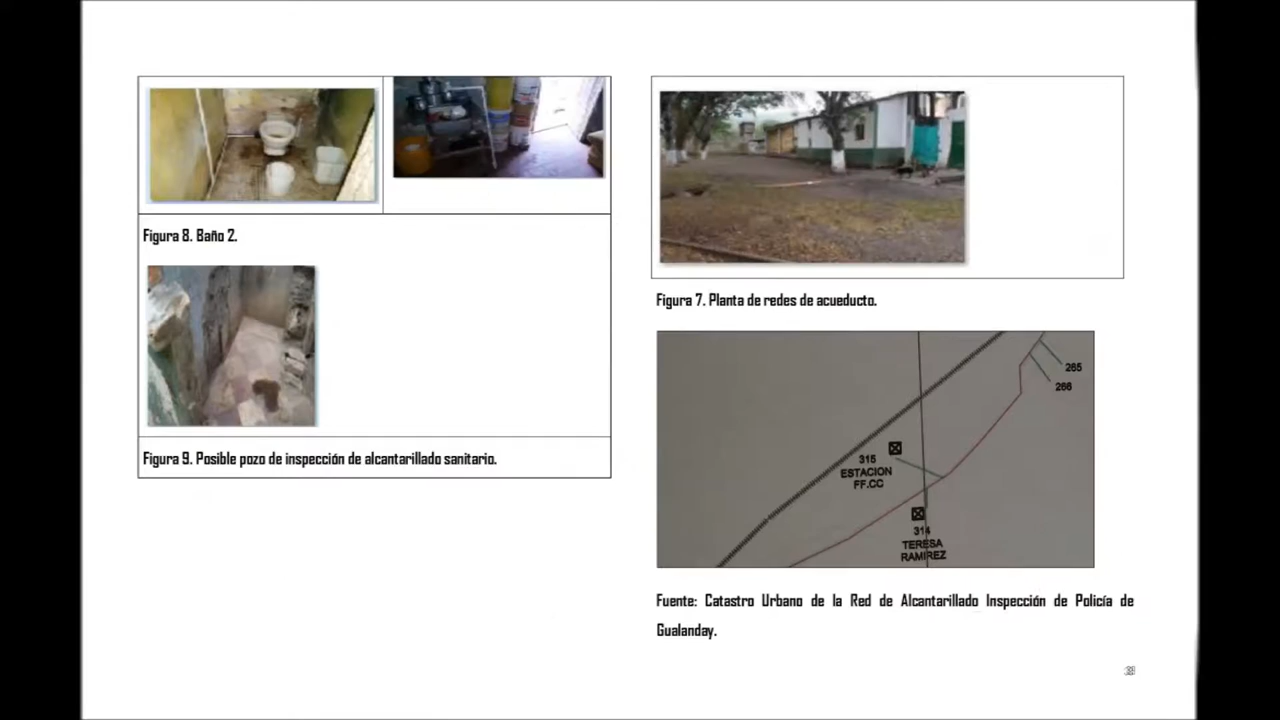 Figura 8. Baño 2.
Figura 9. Posible pozo de inspección de alcantarillado sanitario.
Figura 7. Planta de redes de acueducto.
265
266
315
ESTACION
FF.CC
314
TERESA
RAMIREZ
Fuente: Catastro Urbano de la Red de Alcantarillado Inspección de Policía de
Gualanday.